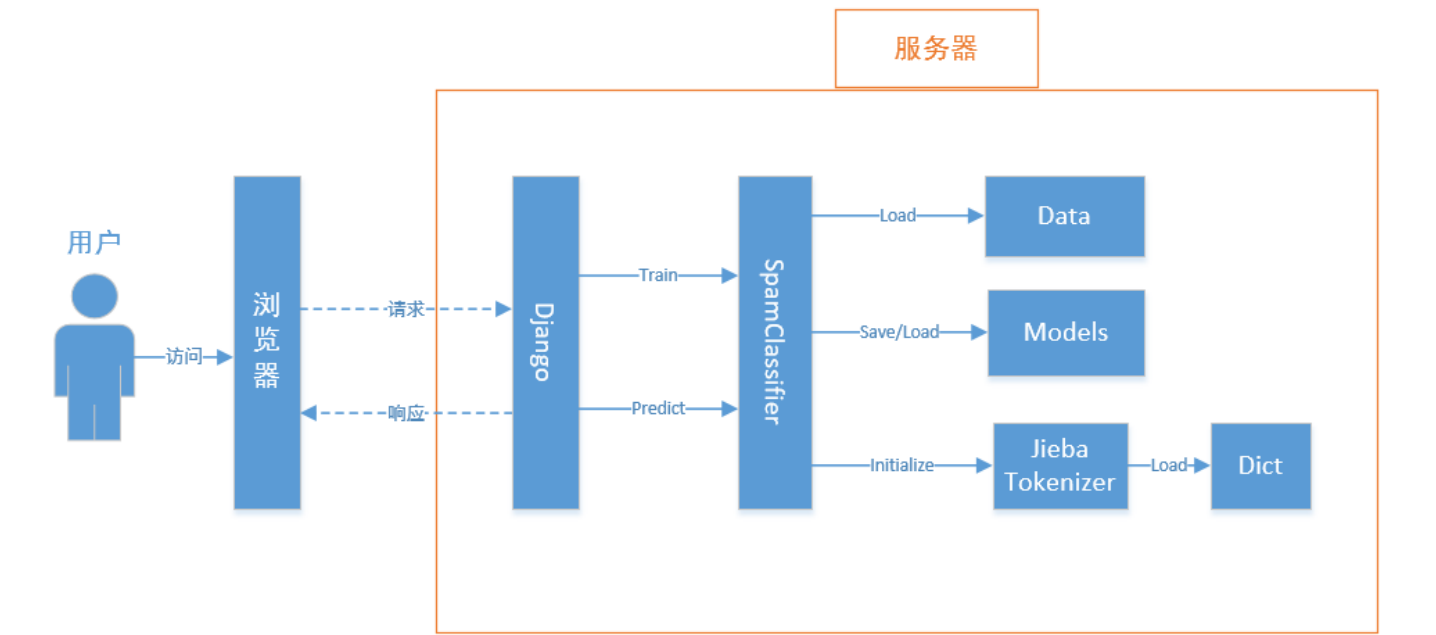 服务器
用户
访问
浏览器
请求
响应
Django
Train
Predict
SpamClassifier
Load
Data
Save/Load
Models
Initialize
Jieba
Tokenizer
Load
Dict